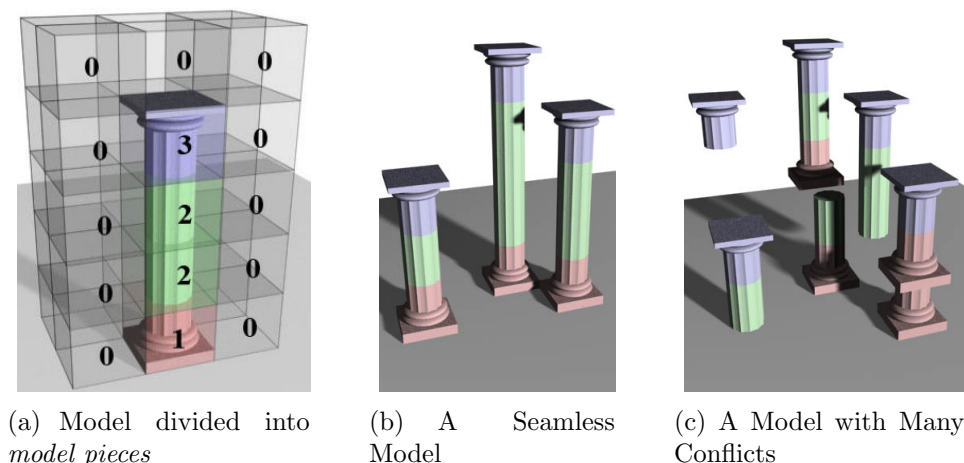 0 0 0
3
0 0
2
0 0
2
0 0
1
0 0
(a) Model divided into
model pieces
(b) A Seamless
Model
(c) A Model with Many
Conflicts